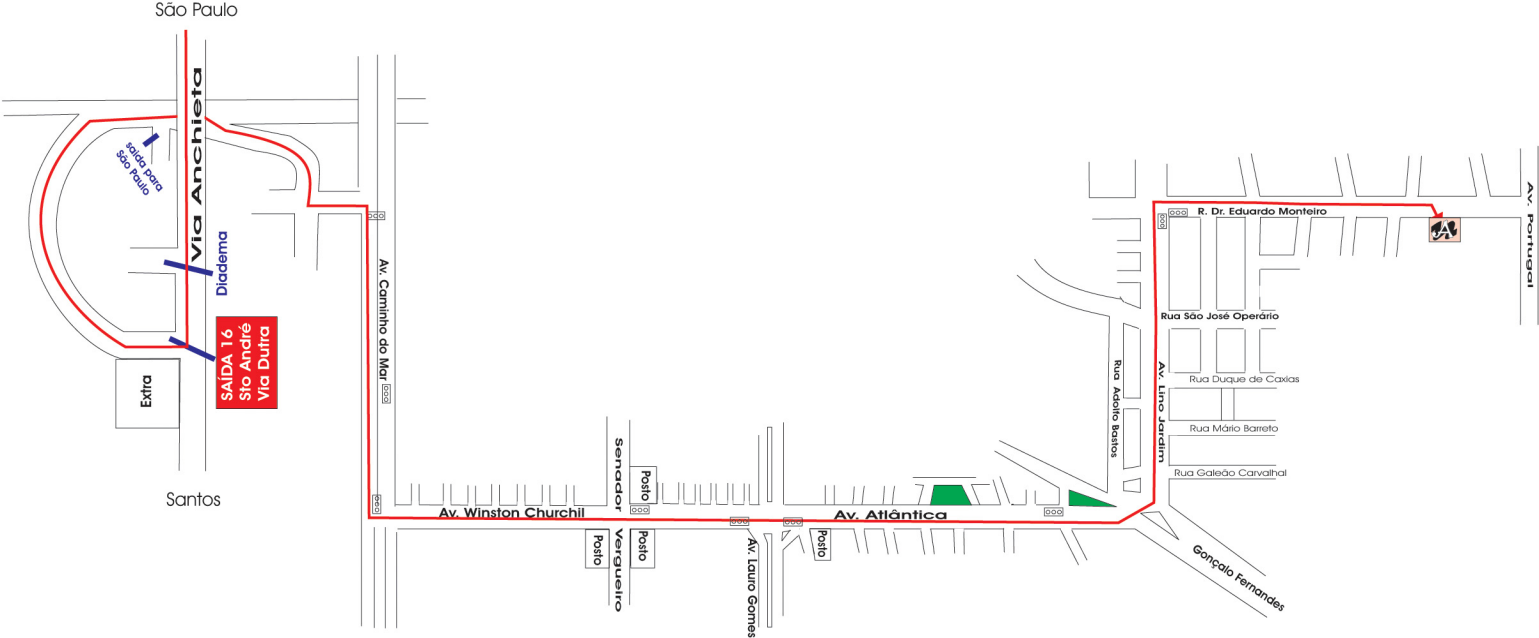 São Paulo
Via Anchieta
saída para
São Paulo
Diadema
SAÍDA 16
Sto André
Via Dutra
Extra
Santos
Av. Caminho do Mar
Av. Winston Churchil
Senador
Vergueiro
Posto
Posto
Posto
Av. Lauro Gomes
Posto
Av. Atlântica
Rua Adolfo Bastos
Av. Lino Jardim
Gonçalo Fernandes
R. Dr. Eduardo Monteiro
Rua São José Operário
Rua Duque de Caxias
Rua Mário Barreto
Rua Galeão Carvalhal
A
Av. Portugal